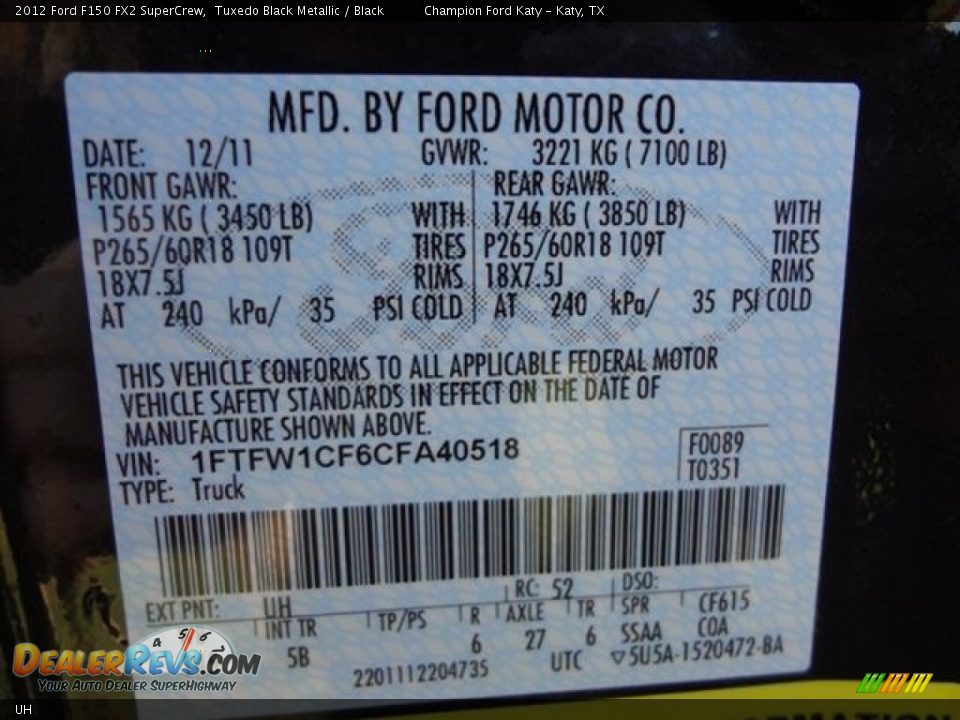 2012 Ford F150 FX2 SuperCrew, Tuxedo Black Metallic / Black Champion Ford Katy - Katy, TX
MFD. BY FORD MOTOR CO.
DATE: 12/11 GVWR: 3221 KG ( 7100 LB)
FRONT GAWR: REAR GAWR:
1565 KG ( 3450 LB) WITH 1746 KG ( 3850 LB) WITH
P265/60R18 109T TIRES P265/60R18 109T TIRES
18X7.5J RIMS 18X7.5J RIMS
AT 240 kPa/ 35 PSI COLD AT 240 kPa/ 35 PSI COLD
THIS VEHICLE CONFORMS TO ALL APPLICABLE FEDERAL MOTOR
VEHICLE SAFETY STANDARDS IN EFFECT ON THE DATE OF
MANUFACTURE SHOWN ABOVE.
VIN: 1FTFW1CF6CFA40518 F0089
TYPE: Truck T0351
EXT PNT: UH RC: 52 DSO:
INT TR TP/PS R AXLE TR SPR CF615
5B 6 27 6 SSAA COA
2201112204735 UTC ▽5U5A-1520472-BA
4 5 6
DEALERREVS.COM
Your Auto Dealer SuperHighway
UH